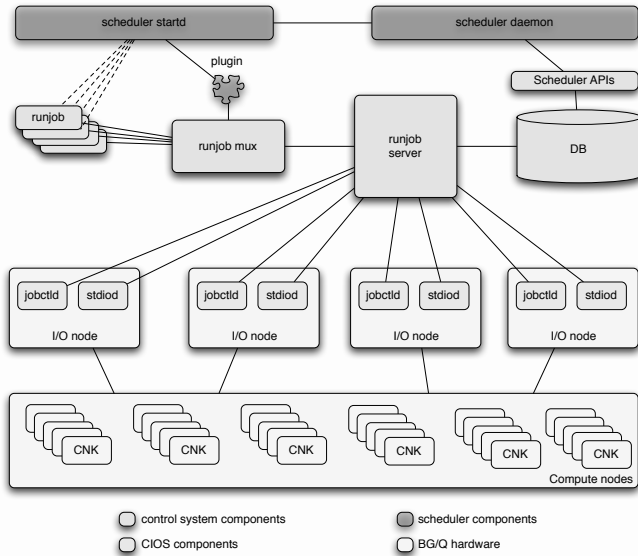 scheduler startd
scheduler daemon
plugin
Scheduler APIs
runjob
runjob mux
runjob
server
DB
jobctld
stdiod
jobctld
stdiod
jobctld
stdiod
jobctld
stdiod
I/O node
I/O node
I/O node
I/O node
CNK
CNK
CNK
CNK
CNK
CNK
Compute nodes
control system components
scheduler components
CIOS components
BG/Q hardware